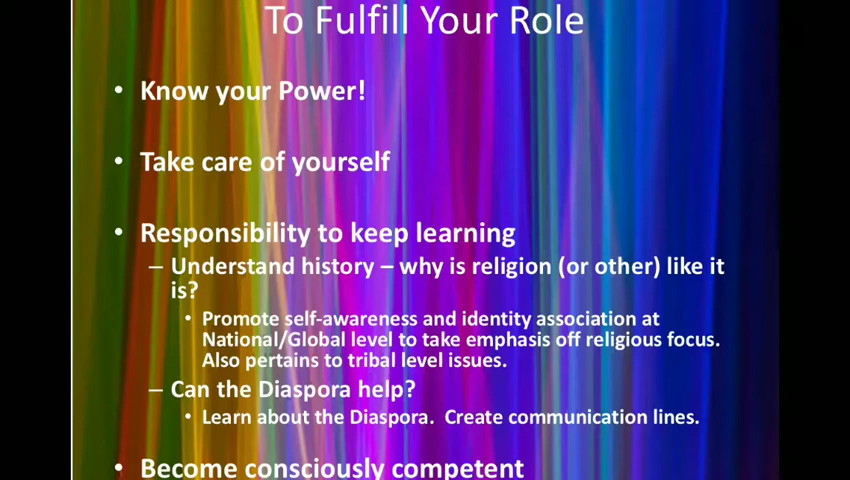 To Fulfill Your Role
• Know your Power!
• Take care of yourself
• Responsibility to keep learning
– Understand history – why is religion (or other) like it
is?
• Promote self-awareness and identity association at
National/Global level to take emphasis off religious focus.
Also pertains to tribal level issues.
– Can the Diaspora help?
• Learn about the Diaspora.  Create communication lines.
• Become consciously competent